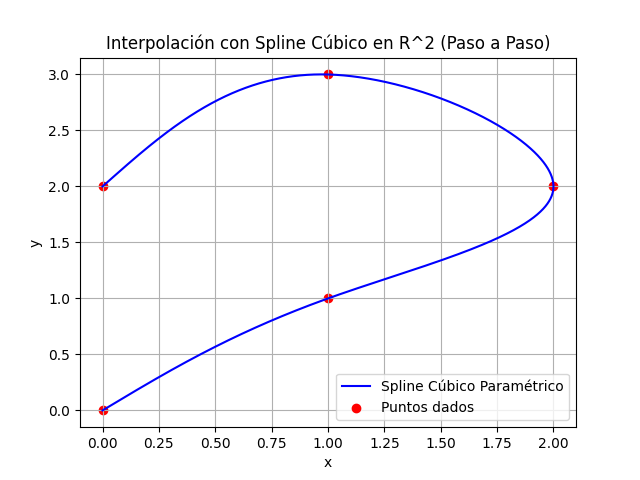 Interpolación con Spline Cúbico en R^2 (Paso a Paso)
3.0
2.5
2.0
1.5
1.0
0.5
0.0
y
Spline Cúbico Paramétrico
Puntos dados
0.00 0.25 0.50 0.75 1.00 1.25 1.50 1.75 2.00
x